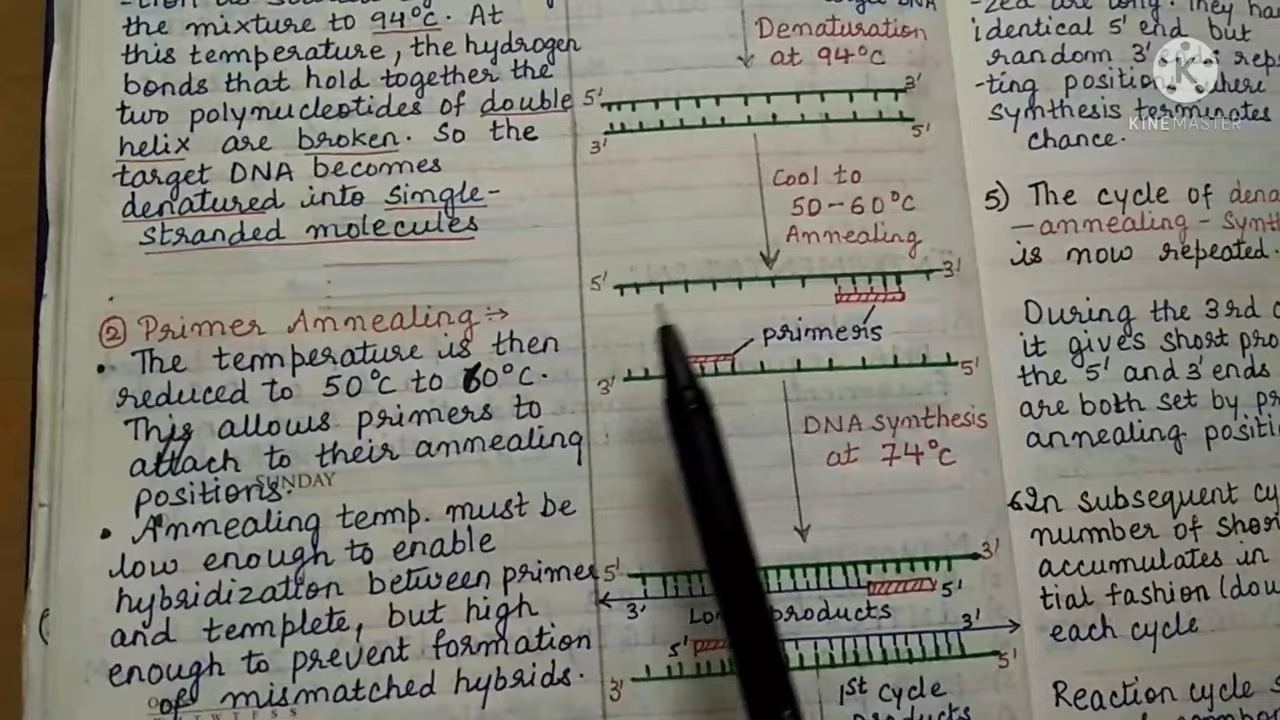 the mixture to 94°C. At
this temperature, the hydrogen
bonds that hold together the
two polynucleotides of double
helix are broken. So the
target DNA becomes
denatured into single-
stranded molecules
② Primer Annealing :→
• The temperature is then
reduced to 50°C to 60°C.
This allows primers to
attach to their annealing
positions.
SUNDAY
• Annealing temp. must be
low enough to enable
hybridization between primer
and templete, but high
enough to prevent formation
of mismatched hybrids.
DNA
Denaturation
at 94°C
5' 3'
3' 5'
Cool to
50-60°C
Annealing
5' 3'
primers
3' 5'
DNA synthesis
at 74°C
5' 3'
3' 5'
products
5' 3'
3' 5'
1st cycle
products
identical 5' end but
random 3'
-ting position
synthesis terminates
chance.
5) The cycle of
-annealing -
is now repeated.
During the 3rd
it gives short
the 5' and 3' ends
are both set by
annealing
6 In subsequent
number of
accumulates in
tial fashion
each cycle
Reaction cycle
KINEMASTER